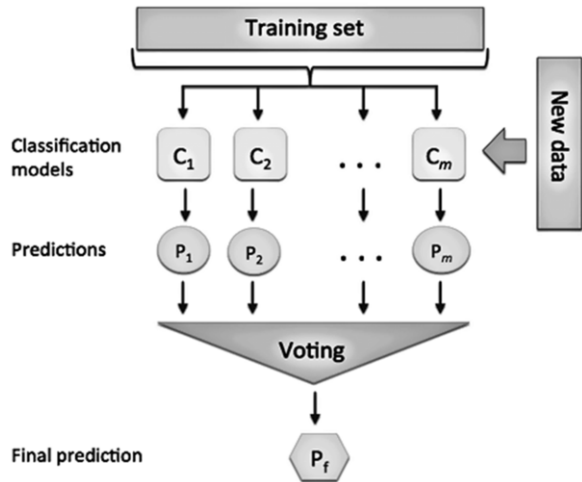 Training set
New data
Classification
models
C1 C2 . . . Cm
Predictions
P1 P2 . . . Pm
Voting
Final prediction
Pf